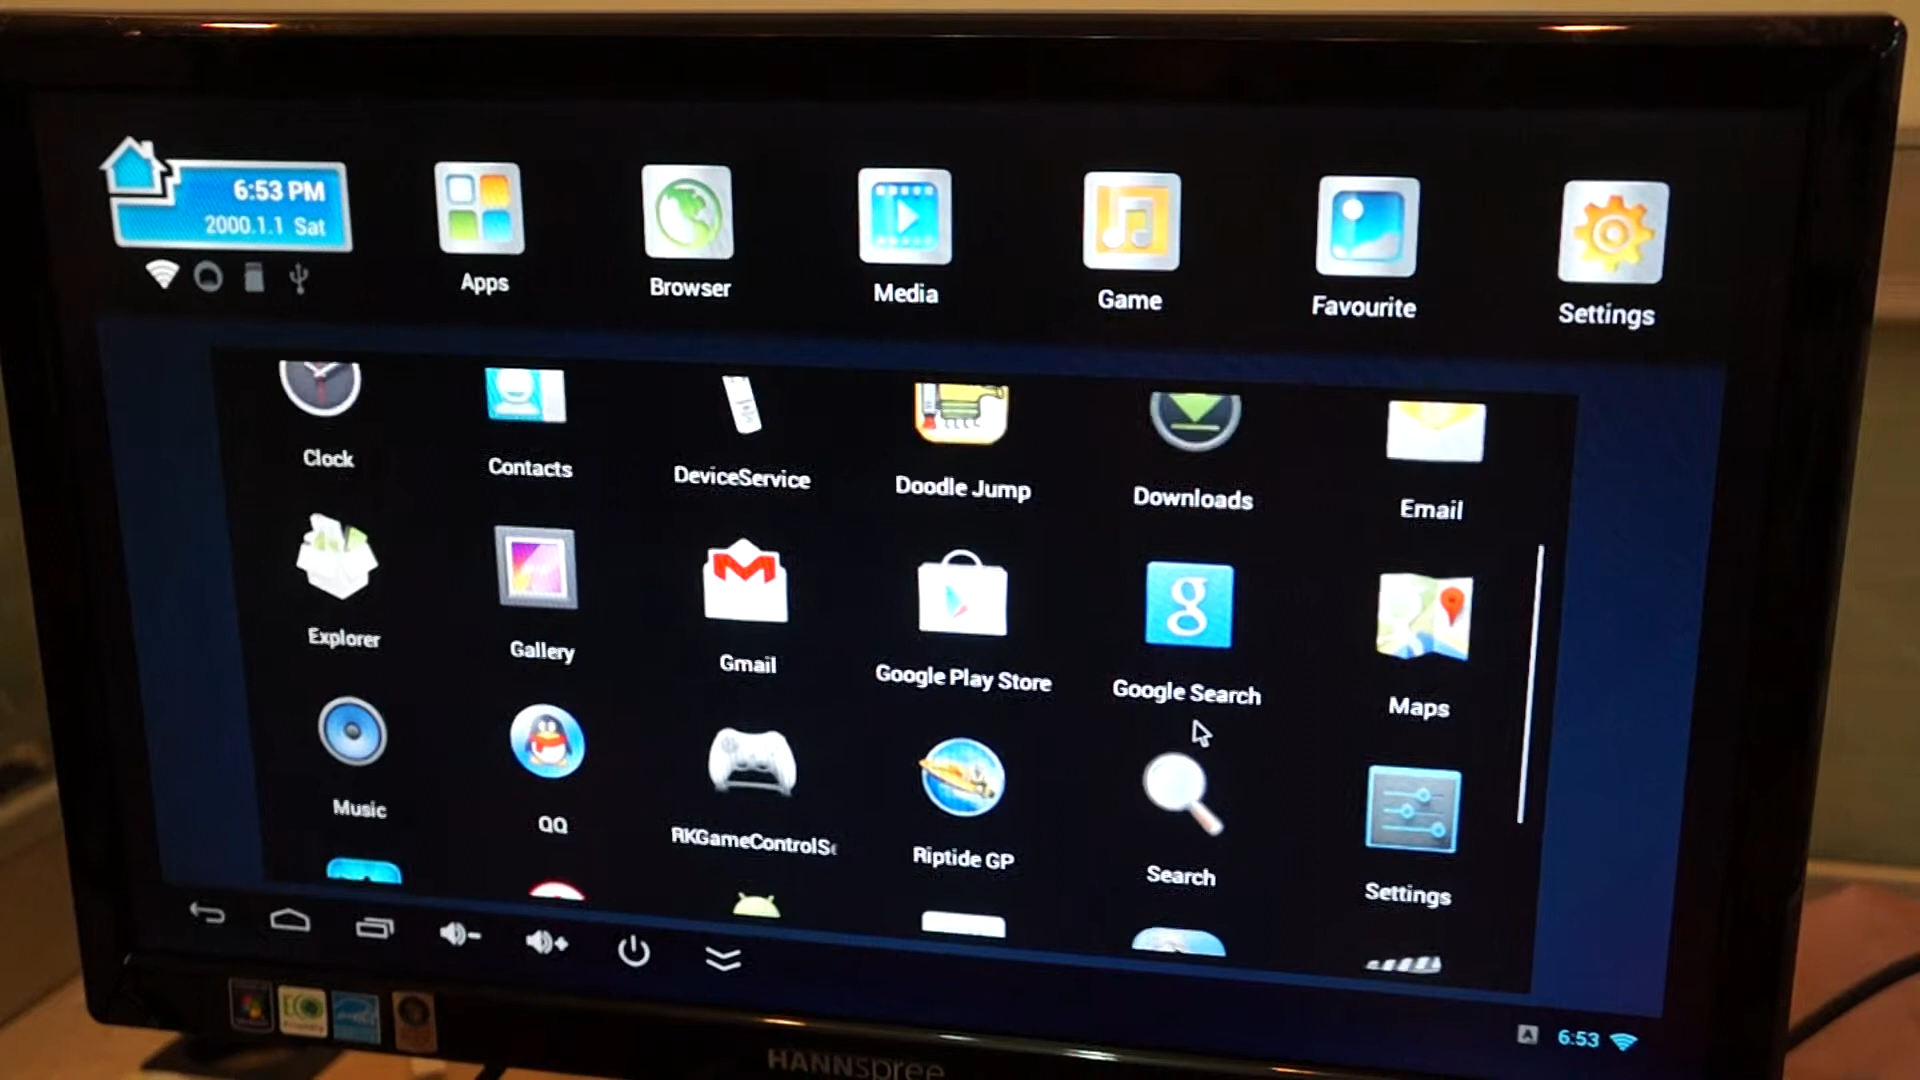 6:53 PM
2000.1.1 Sat
Apps
Browser
Media
Game
Favourite
Settings
Clock
Contacts
DeviceService
Doodle Jump
Downloads
Email
Explorer
Gallery
Gmail
Google Play Store
g
Google Search
Maps
Music
QQ
RKGameControlSe
Riptide GP
Search
Settings
A
6:53
ECO
HANNspree